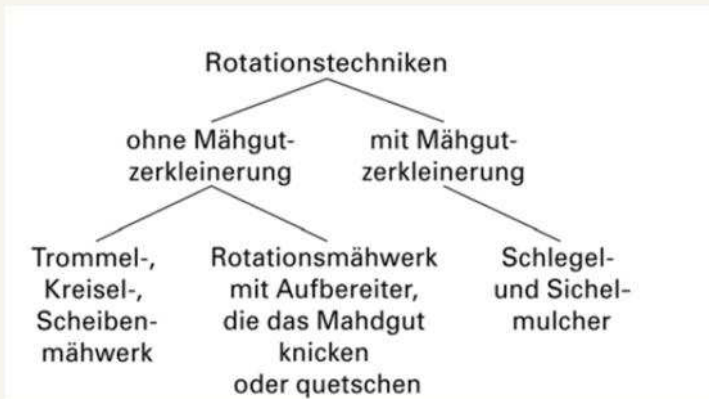 Rotationstechniken
ohne Mähgut-
zerkleinerung
mit Mähgut-
zerkleinerung
Trommel-,
Kreisel-,
Scheiben-
mähwerk
Rotationsmähwerk
mit Aufbereiter,
die das Mahdgut
knicken
oder quetschen
Schlegel-
und Sichel-
mulcher